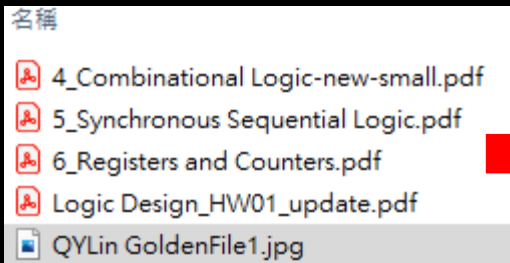 名稱
4_Combinational Logic-new-small.pdf
5_Synchronous Sequential Logic.pdf
6_Registers and Counters.pdf
Logic Design_HW01_update.pdf
QYLin GoldenFile1.jpg